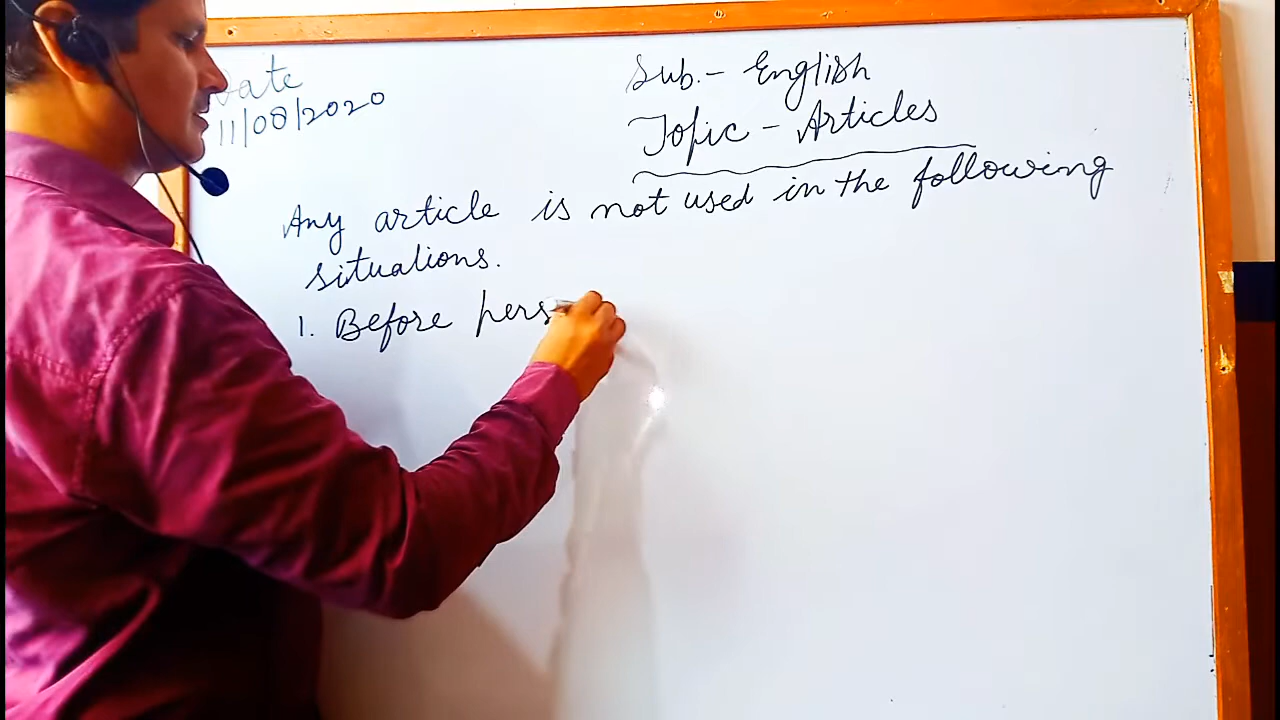 Date
11/08/2020
Sub.- English
Topic - Articles
Any article is not used in the following
situations.
1. Before pers